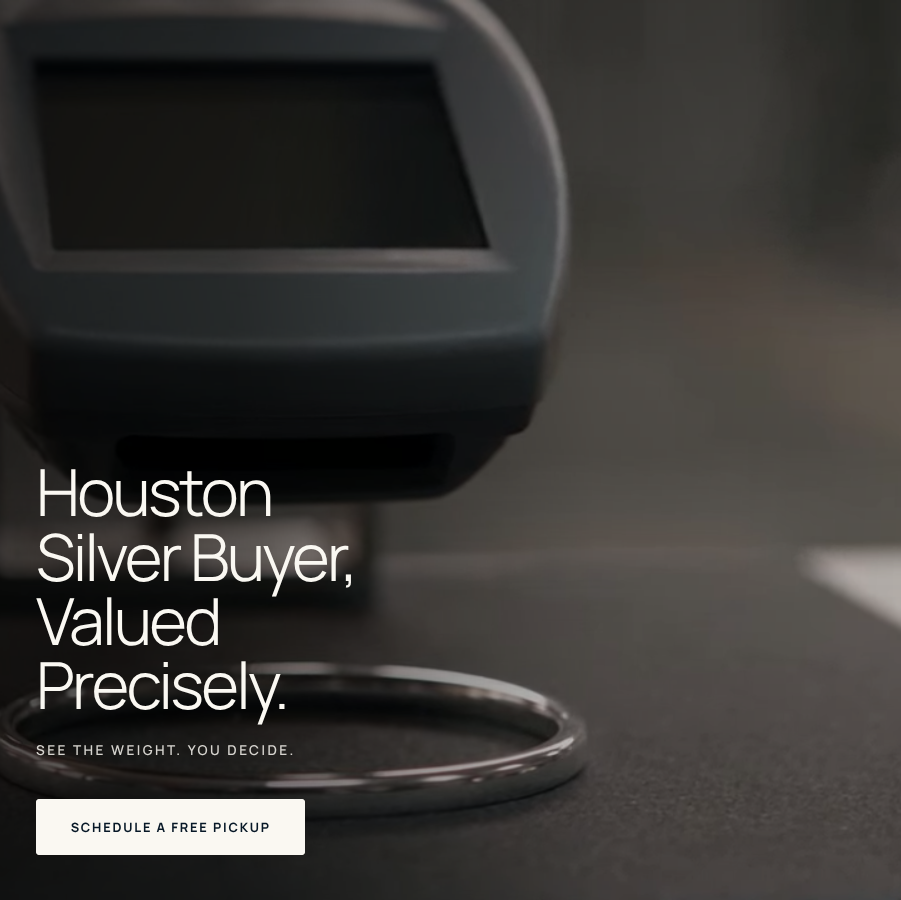 Houston
Silver Buyer,
Valued
Precisely.
SEE THE WEIGHT. YOU DECIDE.
SCHEDULE A FREE PICKUP